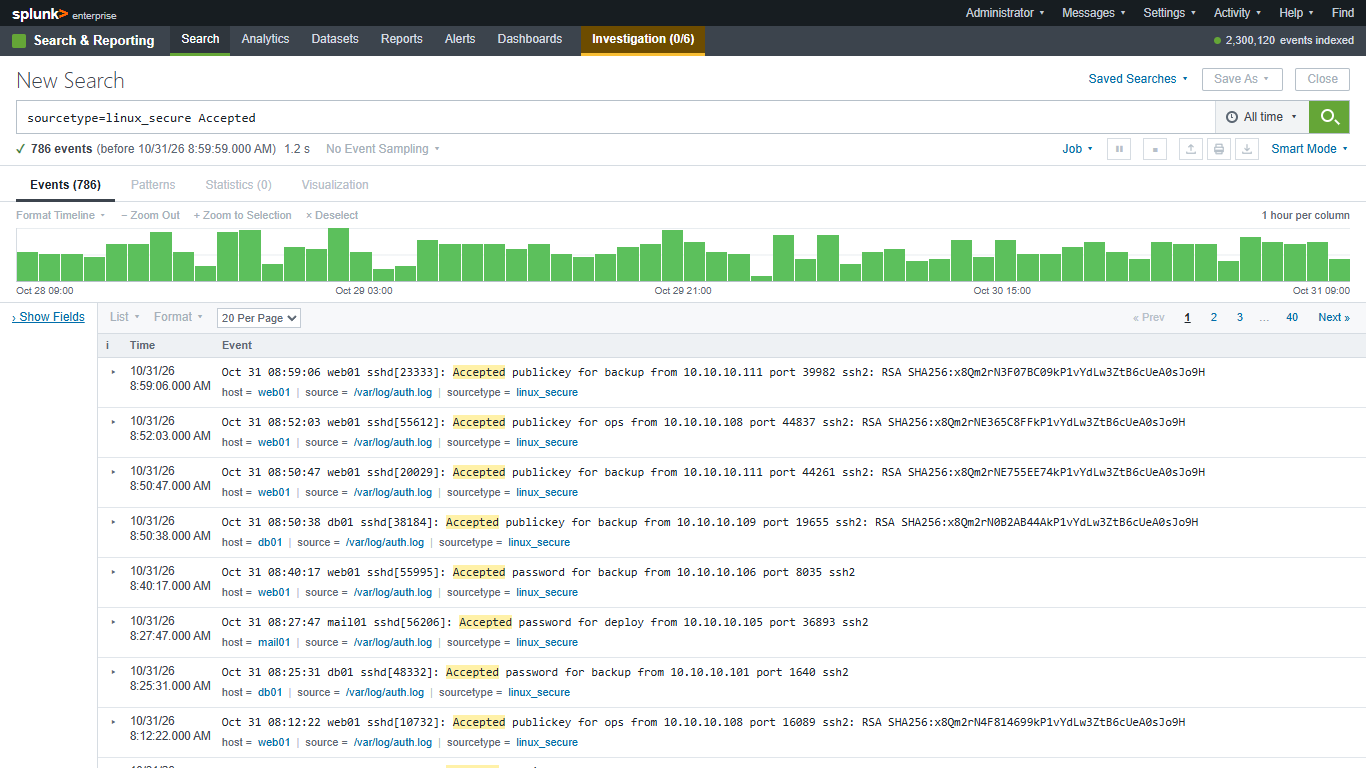 splunk> enterprise Administrator Messages Settings Activity Help Find
Search & Reporting Search Analytics Datasets Reports Alerts Dashboards Investigation (0/6) 2,300,120 events indexed
New Search Saved Searches Save As Close
sourcetype=linux_secure Accepted All time
✓ 786 events (before 10/31/26 8:59:59.000 AM) 1.2 s No Event Sampling Job Smart Mode
Events (786) Patterns Statistics (0) Visualization
Format Timeline – Zoom Out + Zoom to Selection × Deselect 1 hour per column
Oct 28 09:00 Oct 29 03:00 Oct 29 21:00 Oct 30 15:00 Oct 31 09:00
› Show Fields List Format 20 Per Page « Prev 1 2 3 … 40 Next »
i Time Event
10/31/26 8:59:06.000 AM Oct 31 08:59:06 web01 sshd[23333]: Accepted publickey for backup from 10.10.10.111 port 39982 ssh2: RSA SHA256:x8Qm2rN3F07BC09kP1vYdLw3ZtB6cUeA0sJo9H
host = web01 | source = /var/log/auth.log | sourcetype = linux_secure
10/31/26 8:52:03.000 AM Oct 31 08:52:03 web01 sshd[55612]: Accepted publickey for ops from 10.10.10.108 port 44837 ssh2: RSA SHA256:x8Qm2rNE365C8FFkP1vYdLw3ZtB6cUeA0sJo9H
host = web01 | source = /var/log/auth.log | sourcetype = linux_secure
10/31/26 8:50:47.000 AM Oct 31 08:50:47 web01 sshd[20029]: Accepted publickey for backup from 10.10.10.111 port 44261 ssh2: RSA SHA256:x8Qm2rNE755EE74kP1vYdLw3ZtB6cUeA0sJo9H
host = web01 | source = /var/log/auth.log | sourcetype = linux_secure
10/31/26 8:50:38.000 AM Oct 31 08:50:38 db01 sshd[38184]: Accepted publickey for backup from 10.10.10.109 port 19655 ssh2: RSA SHA256:x8Qm2rN0B2AB44AkP1vYdLw3ZtB6cUeA0sJo9H
host = db01 | source = /var/log/auth.log | sourcetype = linux_secure
10/31/26 8:40:17.000 AM Oct 31 08:40:17 web01 sshd[55995]: Accepted password for backup from 10.10.10.106 port 8035 ssh2
host = web01 | source = /var/log/auth.log | sourcetype = linux_secure
10/31/26 8:27:47.000 AM Oct 31 08:27:47 mail01 sshd[56206]: Accepted password for deploy from 10.10.10.105 port 36893 ssh2
host = mail01 | source = /var/log/auth.log | sourcetype = linux_secure
10/31/26 8:25:31.000 AM Oct 31 08:25:31 db01 sshd[48332]: Accepted password for backup from 10.10.10.101 port 1640 ssh2
host = db01 | source = /var/log/auth.log | sourcetype = linux_secure
10/31/26 8:12:22.000 AM Oct 31 08:12:22 web01 sshd[10732]: Accepted publickey for ops from 10.10.10.108 port 16089 ssh2: RSA SHA256:x8Qm2rN4F814699kP1vYdLw3ZtB6cUeA0sJo9H
host = web01 | source = /var/log/auth.log | sourcetype = linux_secure